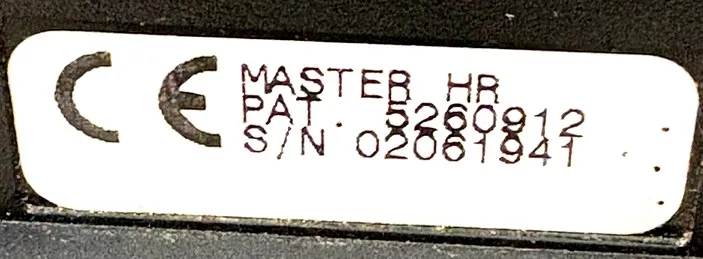 CE
MASTER HR
PAT. 5260912
S/N 02061941